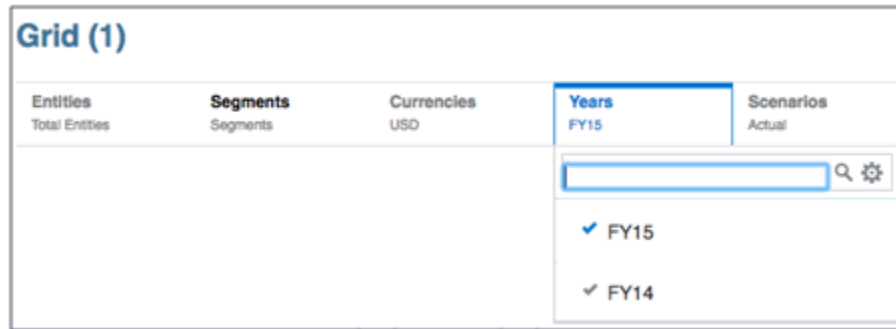 Grid (1)
Entities Segments Currencies Years Scenarios
Total Entities Segments USD FY15 Actual
FY15
FY14